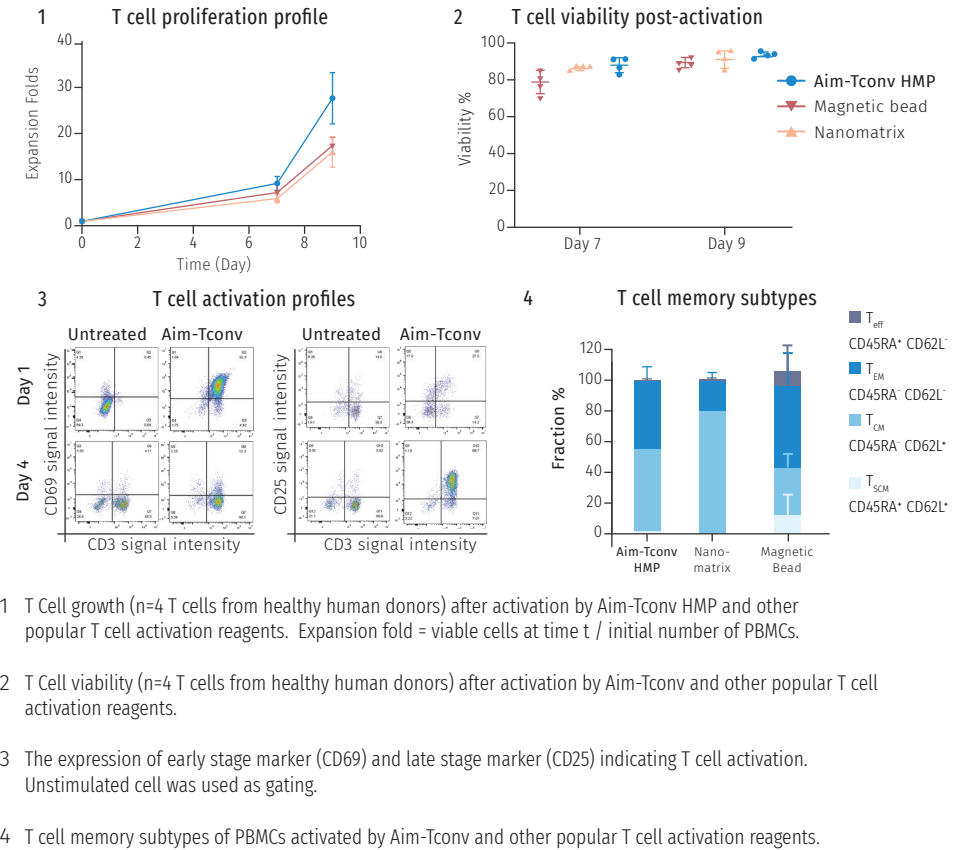 1 T cell proliferation profile
Expansion Folds
40
30
20
10
0
0 2 4 6 8 10
Time (Day)
2 T cell viability post-activation
Viability %
100
80
60
40
20
0
Day 7 Day 9
Aim-Tconv HMP
Magnetic bead
Nanomatrix
3 T cell activation profiles
Untreated Aim-Tconv
Untreated Aim-Tconv
Day 1
Day 4
CD69 signal intensity
CD3 signal intensity
CD25 signal intensity
CD3 signal intensity
4 T cell memory subtypes
Fraction %
120
100
80
60
40
20
0
Aim-Tconv
HMP
Nano-
matrix
Magnetic
Bead
Teff
CD45RA⁺ CD62L⁻
TEM
CD45RA⁻ CD62L⁻
TCM
CD45RA⁻ CD62L⁺
TSCM
CD45RA⁺ CD62L⁺
1 T Cell growth (n=4 T cells from healthy human donors) after activation by Aim-Tconv HMP and other
popular T cell activation reagents. Expansion fold = viable cells at time t / initial number of PBMCs.
2 T Cell viability (n=4 T cells from healthy human donors) after activation by Aim-Tconv and other popular T cell
activation reagents.
3 The expression of early stage marker (CD69) and late stage marker (CD25) indicating T cell activation.
Unstimulated cell was used as gating.
4 T cell memory subtypes of PBMCs activated by Aim-Tconv and other popular T cell activation reagents.